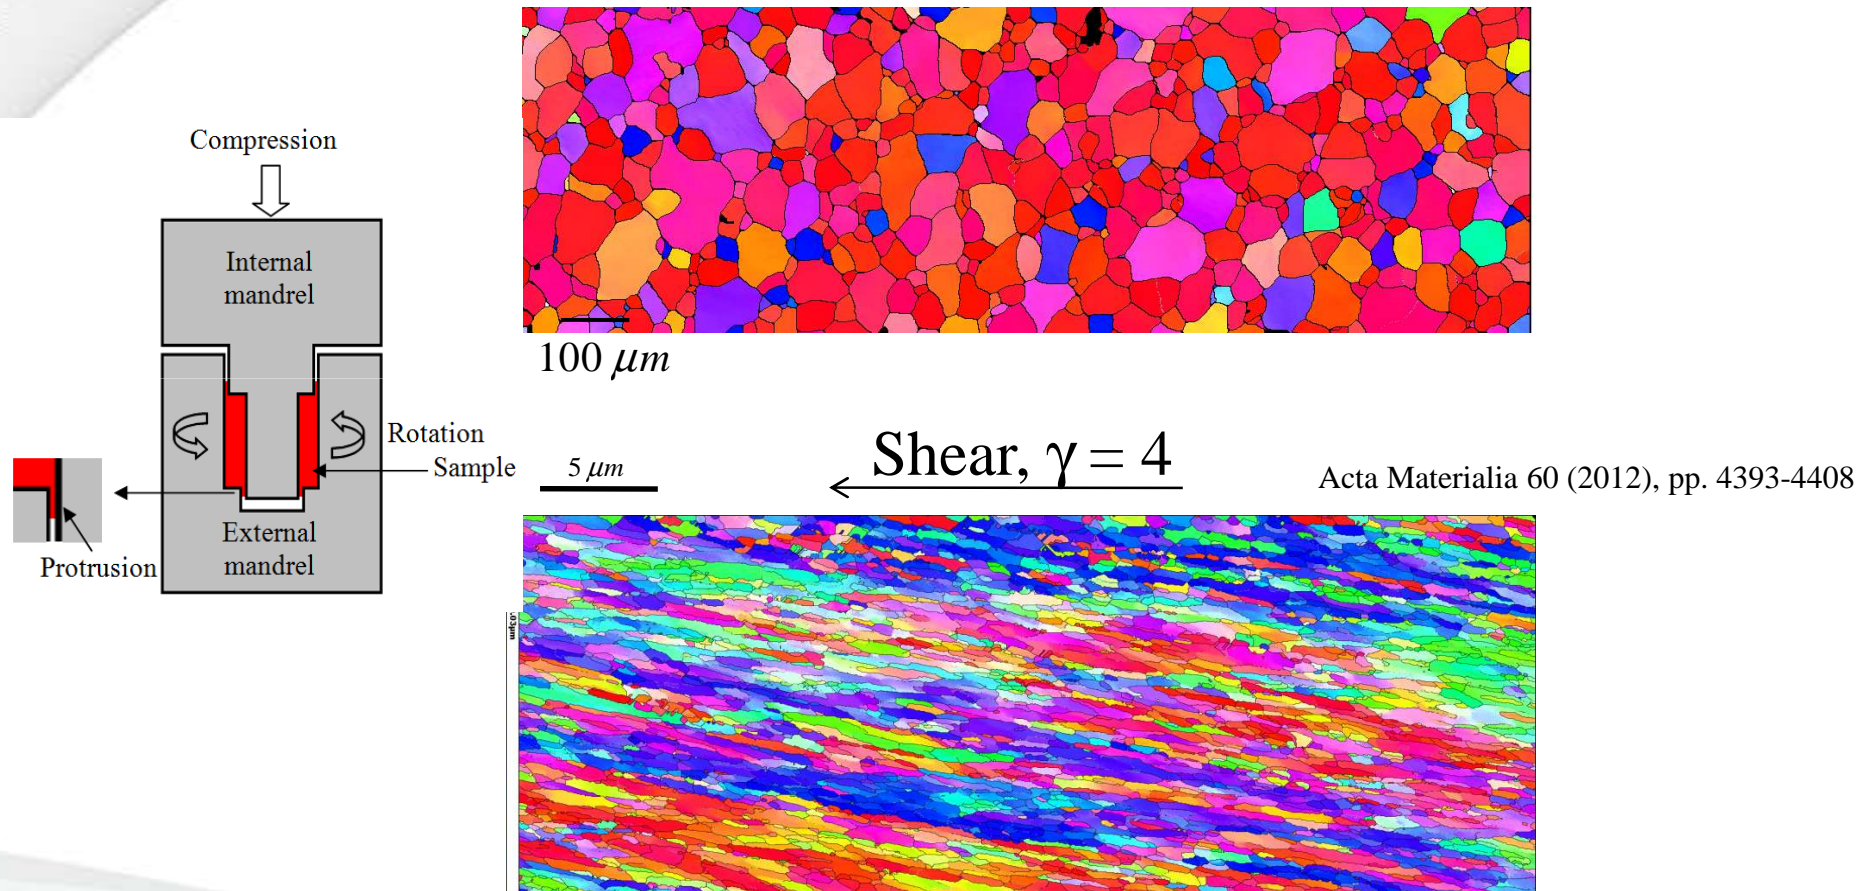 Compression
Internal
mandrel
Rotation
Sample
External
mandrel
Protrusion
100 μm
5 μm
Shear, γ = 4
Acta Materialia 60 (2012), pp. 4393-4408